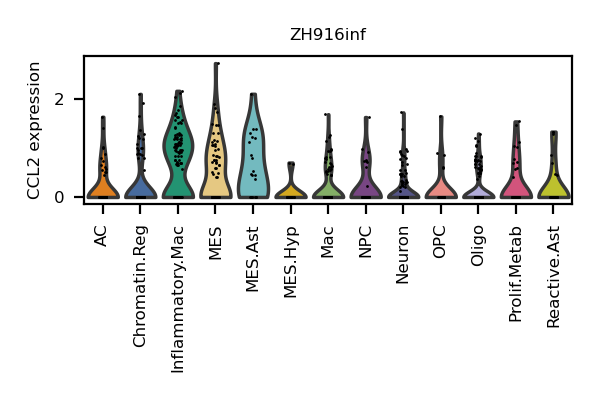 ZH916inf
CCL2 expression
2
0
AC
Chromatin.Reg
Inflammatory.Mac
MES
MES.Ast
MES.Hyp
Mac
NPC
Neuron
OPC
Oligo
Prolif.Metab
Reactive.Ast